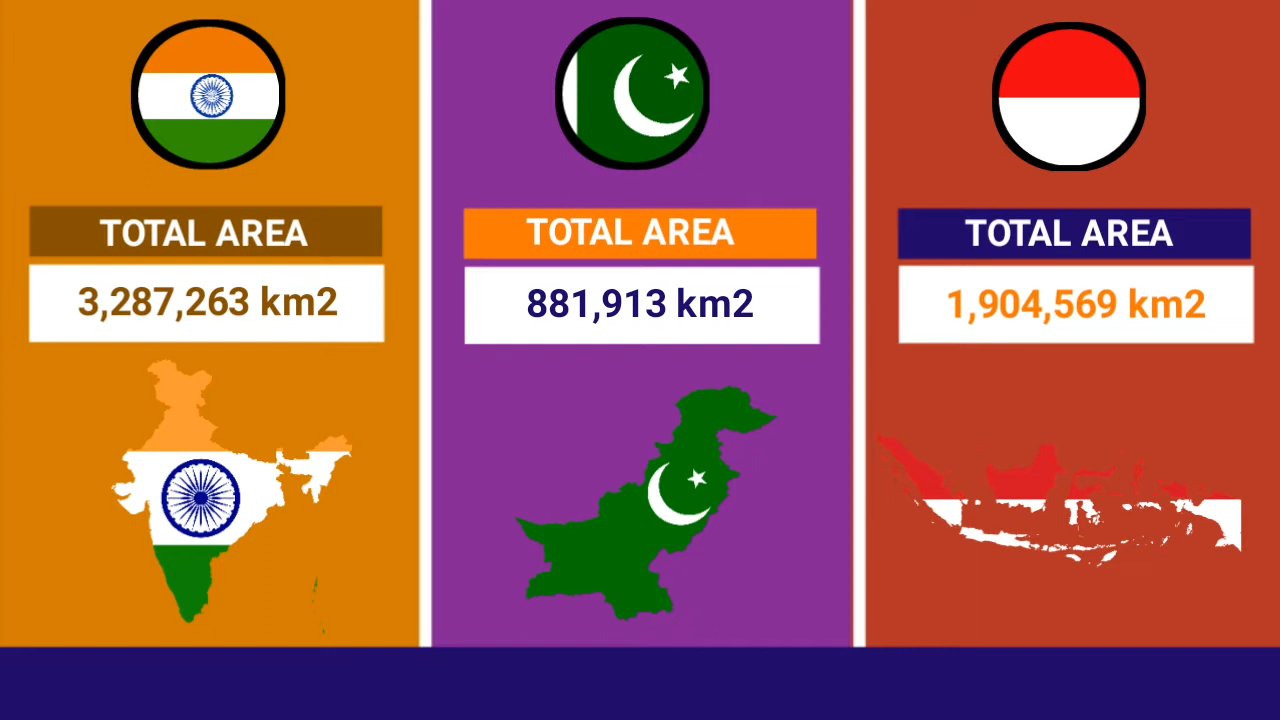 TOTAL AREA
3,287,263 km2
TOTAL AREA
881,913 km2
TOTAL AREA
1,904,569 km2